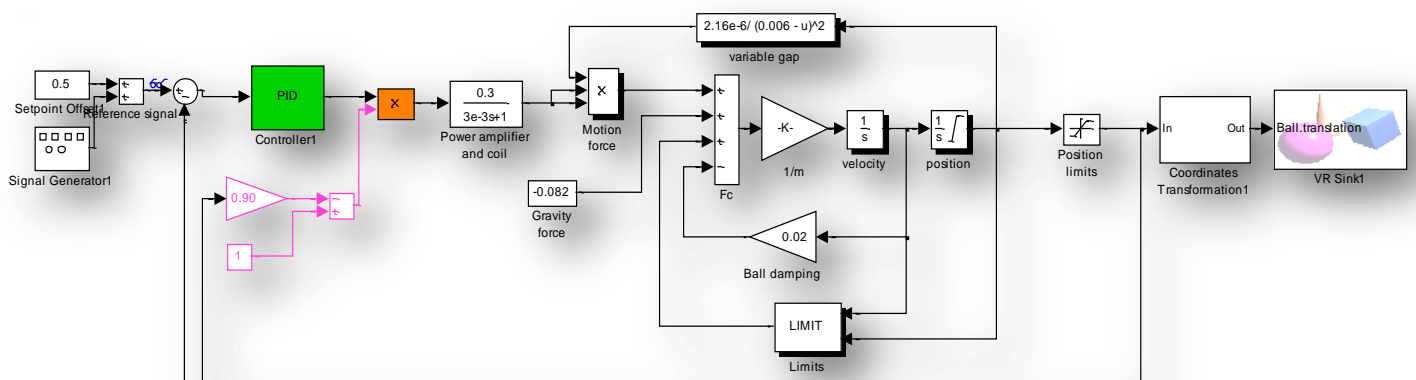 2.16e-6/ (0.006 - u)^2
variable gap
0.5
Setpoint Offset1
Reference signal
Signal Generator1
PID
Controller1
x
0.3
3e-3s+1
Power amplifier
and coil
x
Motion
force
-0.082
Gravity
force
Fc
-K-
1/m
1
s
velocity
1
s
position
Position
limits
In
Out
Coordinates
Transformation1
Ball.translation
VR Sink1
0.90
1
0.02
Ball damping
LIMIT
Limits